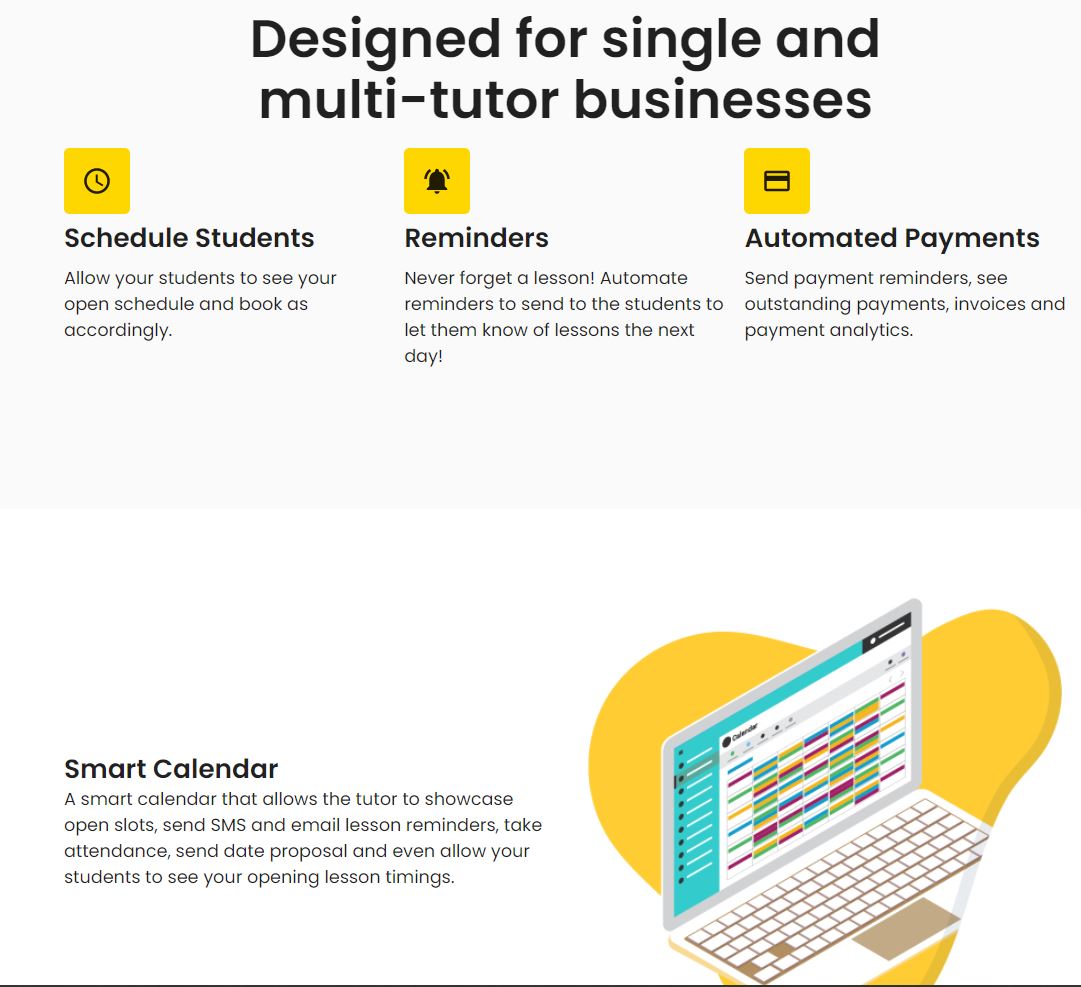 Designed for single and
multi-tutor businesses
Schedule Students
Allow your students to see your
open schedule and book as
accordingly.
Reminders
Never forget a lesson! Automate
reminders to send to the students to
let them know of lessons the next
day!
Automated Payments
Send payment reminders, see
outstanding payments, invoices and
payment analytics.
Smart Calendar
A smart calendar that allows the tutor to showcase
open slots, send SMS and email lesson reminders, take
attendance, send date proposal and even allow your
students to see your opening lesson timings.
Calendar